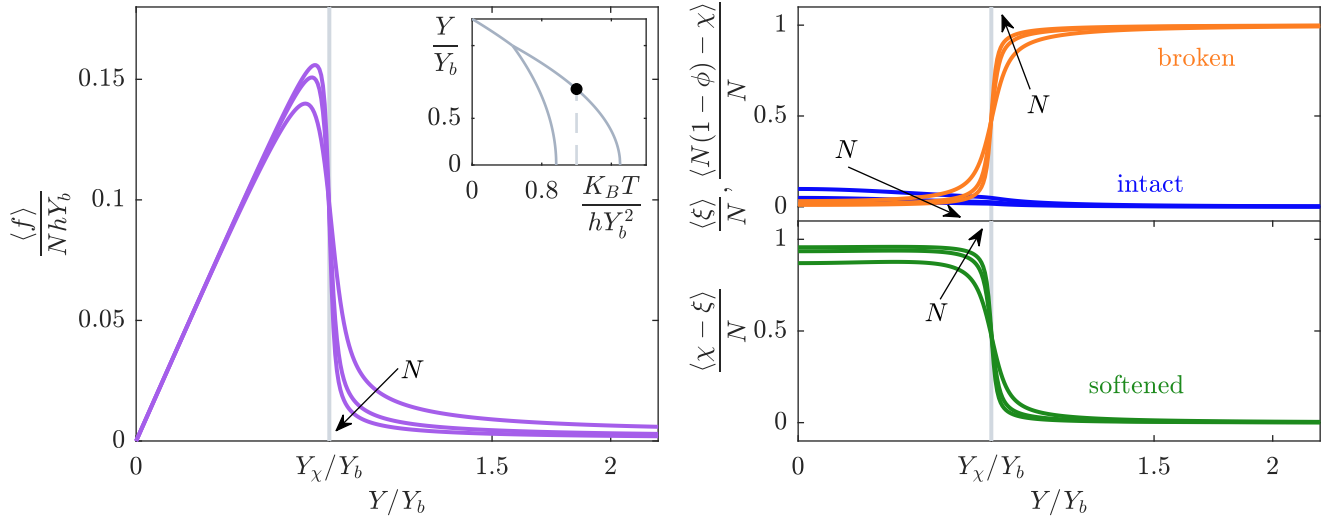 ⟨f⟩
NhY_b
0.15
0.1
0.05
0
0
Y_χ/Y_b
1.5
2
Y/Y_b
N
Y
Y_b
0.5
0
0
0.8
K_BT
hY_b^2
⟨ξ⟩
N
,
⟨N(1 − ϕ) − χ⟩
N
1
0.5
0
N
N
broken
intact
⟨χ − ξ⟩
N
1
0.5
0
N
softened
0
Y_χ/Y_b
1.5
2
Y/Y_b